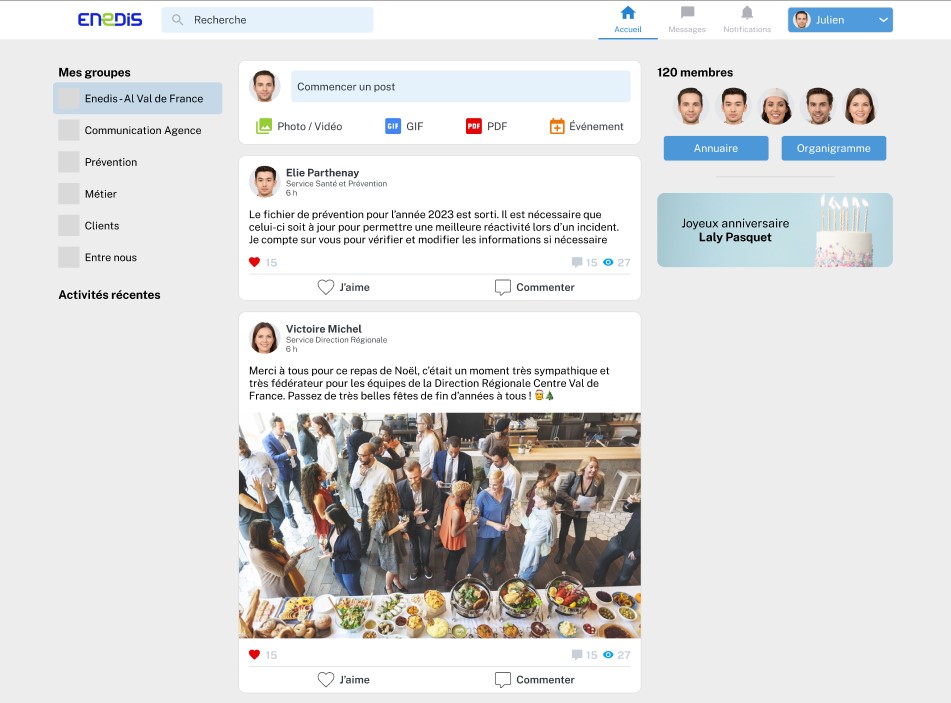 ENEDIS
Recherche
Accueil
Messages
Notifications
Julien
Mes groupes
Enedis - Al Val de France
Communication Agence
Prévention
Métier
Clients
Entre nous
Activités récentes
Commencer un post
Photo / Vidéo
GIF GIF
PDF PDF
Événement
Elie Parthenay
Service Santé et Prévention
6 h
Le fichier de prévention pour l'année 2023 est sorti. Il est nécessaire que
celui-ci soit à jour pour permettre une meilleure réactivité lors d'un incident.
Je compte sur vous pour vérifier et modifier les informations si nécessaire
15
15 27
J'aime
Commenter
Victoire Michel
Service Direction Régionale
6 h
Merci à tous pour ce repas de Noël, c'était un moment très sympathique et
très fédérateur pour les équipes de la Direction Régionale Centre Val de
France. Passez de très belles fêtes de fin d'années à tous ! 🎅🌲
15
15 27
J'aime
Commenter
120 membres
Annuaire
Organigramme
Joyeux anniversaire
Laly Pasquet